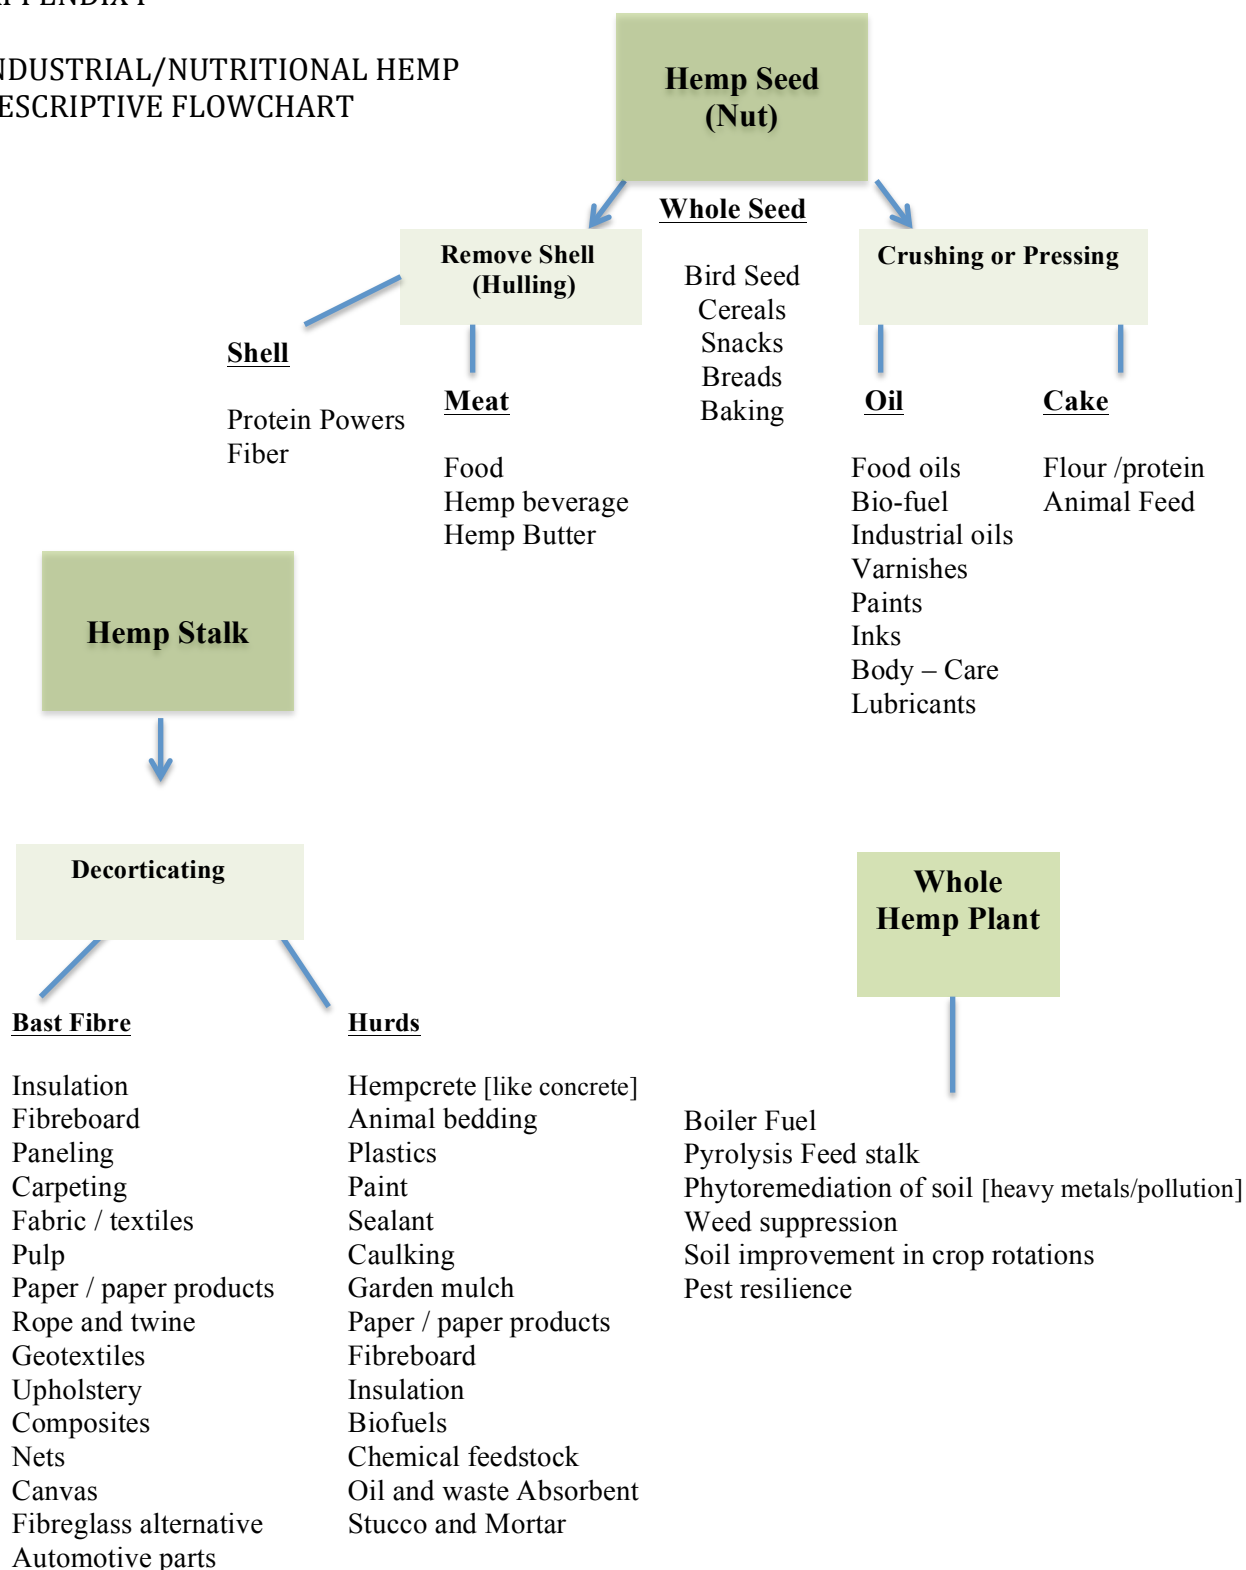 INDUSTRIAL/NUTRITIONAL HEMP
ESCRIPTIVE FLOWCHART
Hemp Seed
(Nut)
Whole Seed
Bird Seed
Cereals
Snacks
Breads
Baking
Remove Shell
(Hulling)
Shell
Protein Powers
Fiber
Meat
Food
Hemp beverage
Hemp Butter
Crushing or Pressing
Oil
Food oils
Bio-fuel
Industrial oils
Varnishes
Paints
Inks
Body – Care
Lubricants
Cake
Flour /protein
Animal Feed
Hemp Stalk
Decorticating
Bast Fibre
Insulation
Fibreboard
Paneling
Carpeting
Fabric / textiles
Pulp
Paper / paper products
Rope and twine
Geotextiles
Upholstery
Composites
Nets
Canvas
Fibreglass alternative
Automotive parts
Hurds
Hempcrete [like concrete]
Animal bedding
Plastics
Paint
Sealant
Caulking
Garden mulch
Paper / paper products
Fibreboard
Insulation
Biofuels
Chemical feedstock
Oil and waste Absorbent
Stucco and Mortar
Whole
Hemp Plant
Boiler Fuel
Pyrolysis Feed stalk
Phytoremediation of soil [heavy metals/pollution]
Weed suppression
Soil improvement in crop rotations
Pest resilience